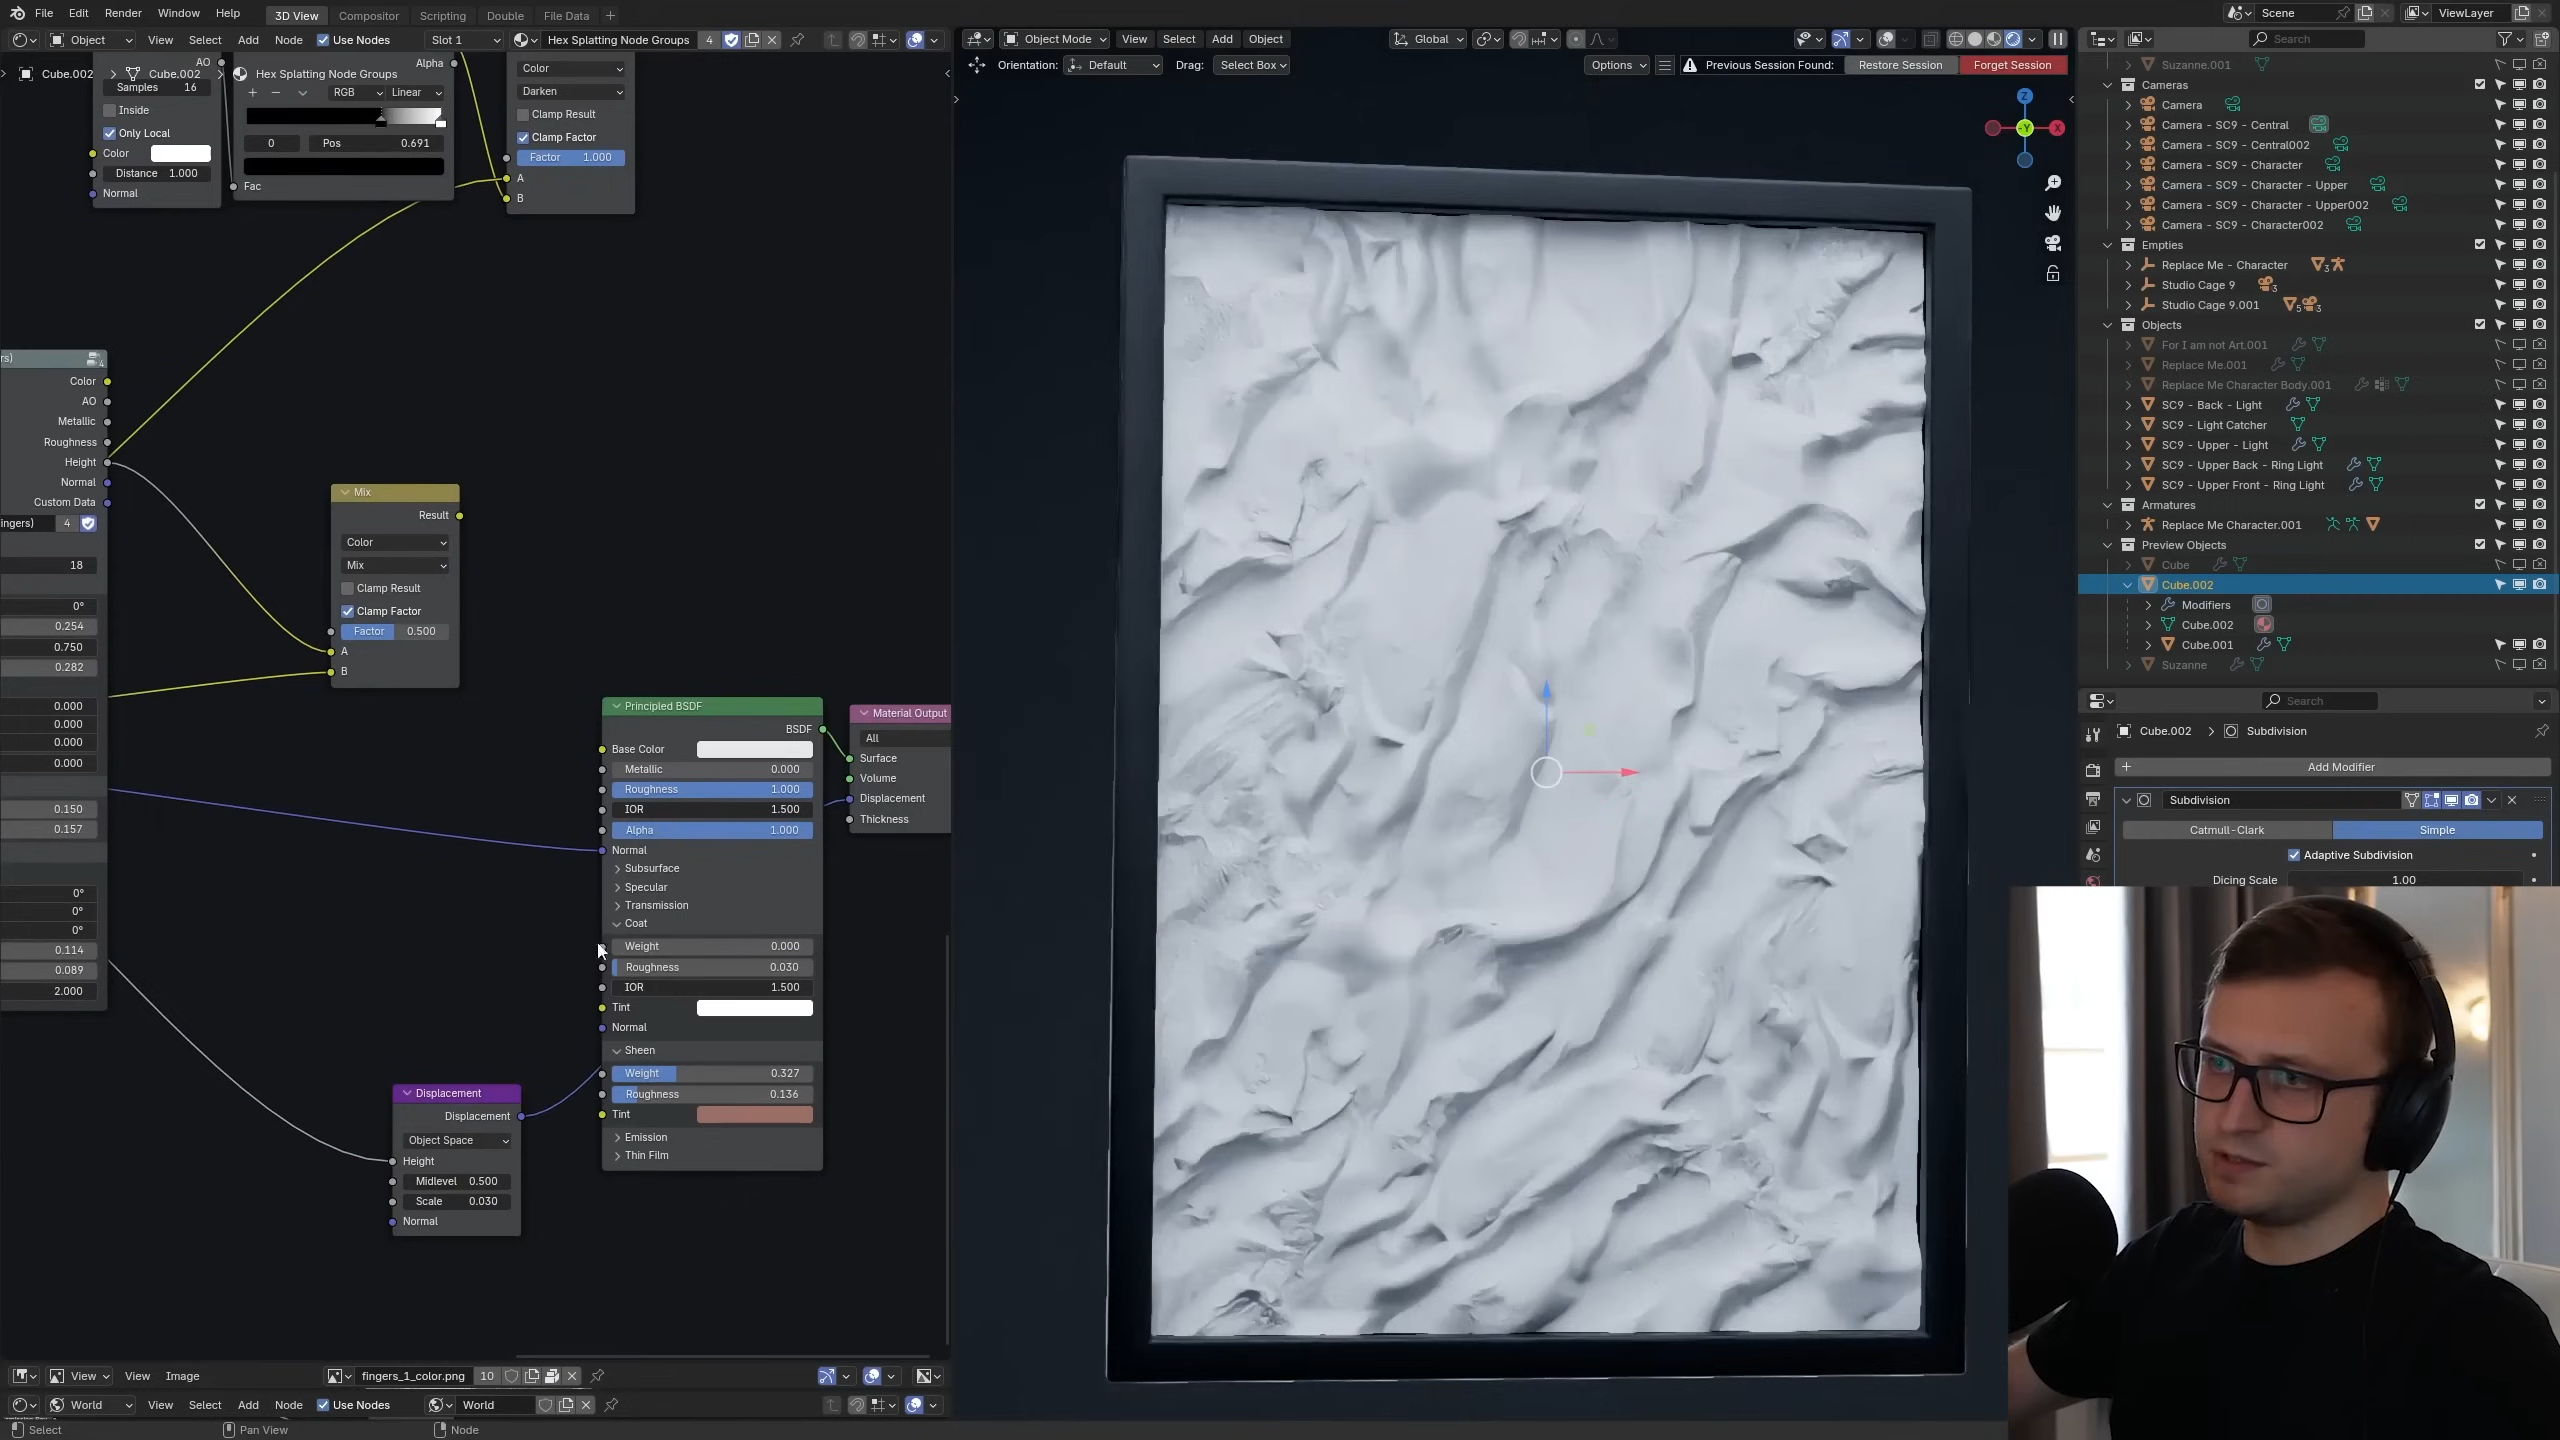 File Edit Render Window Help 3D View Compositor Scripting Double File Data
Scene ViewLayer
Object View Select Add Node Use Nodes Slot 1 Hex Splatting Node Groups 4
Object Mode View Select Add Object Global
Search
Cube.002 Cube.002 Hex Splatting Node Groups
Orientation: Default Drag: Select Box
Options Previous Session Found: Restore Session Forget Session
AO
Samples 16
Inside
Only Local
Color
Distance 1.000
Normal
Alpha
RGB Linear
0 Pos 0.691
Fac
Color
Darken
Clamp Result
Clamp Factor
Factor 1.000
A
B
rs)
Color
AO
Metallic
Roughness
Height
Normal
Custom Data
ingers) 4
18
0°
0.254
0.750
0.282
0.000
0.000
0.000
0.000
0.150
0.157
0°
0°
0°
0.114
0.089
2.000
Mix
Result
Color
Mix
Clamp Result
Clamp Factor
Factor 0.500
A
B
Principled BSDF
BSDF
Base Color
Metallic 0.000
Roughness 1.000
IOR 1.500
Alpha 1.000
Normal
Subsurface
Specular
Transmission
Coat
Weight 0.000
Roughness 0.030
IOR 1.500
Tint
Normal
Sheen
Weight 0.327
Roughness 0.136
Tint
Emission
Thin Film
Material Output
All
Surface
Volume
Displacement
Thickness
Displacement
Displacement
Object Space
Height
Midlevel 0.500
Scale 0.030
Normal
Z
-Y
X
Suzanne.001
Cameras
Camera
Camera - SC9 - Central
Camera - SC9 - Central002
Camera - SC9 - Character
Camera - SC9 - Character - Upper
Camera - SC9 - Character - Upper002
Camera - SC9 - Character002
Empties
Replace Me - Character 3
Studio Cage 9 3
Studio Cage 9.001 5 3
Objects
For I am not Art.001
Replace Me.001
Replace Me Character Body.001
SC9 - Back - Light
SC9 - Light Catcher
SC9 - Upper - Light
SC9 - Upper Back - Ring Light
SC9 - Upper Front - Ring Light
Armatures
Replace Me Character.001
Preview Objects
Cube
Cube.002
Modifiers
Cube.002
Cube.001
Suzanne
Search
Cube.002 Subdivision
Add Modifier
Subdivision
Catmull-Clark Simple
Adaptive Subdivision
Dicing Scale 1.00
View View Image fingers_1_color.png 10
World View Select Add Node Use Nodes World
Select Pan View Node